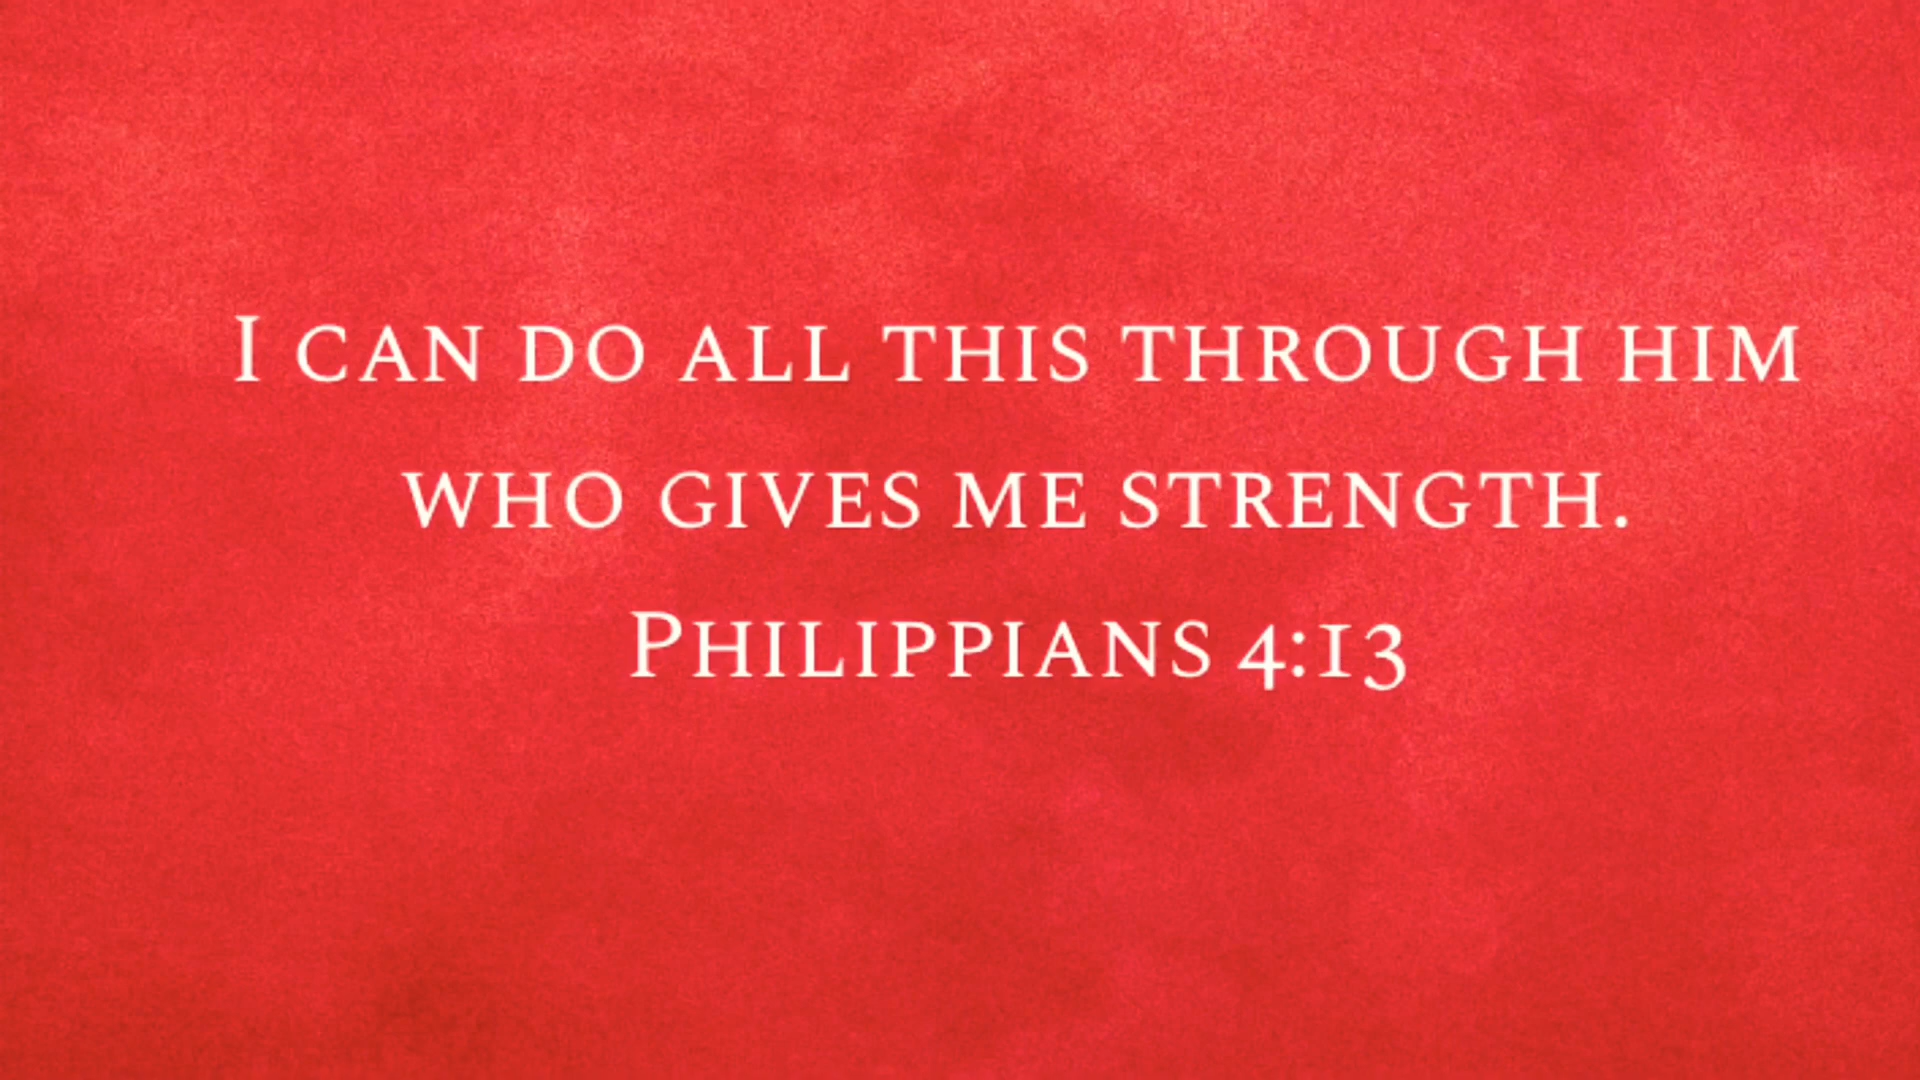 I can do all this through him
who gives me strength.
Philippians 4:13